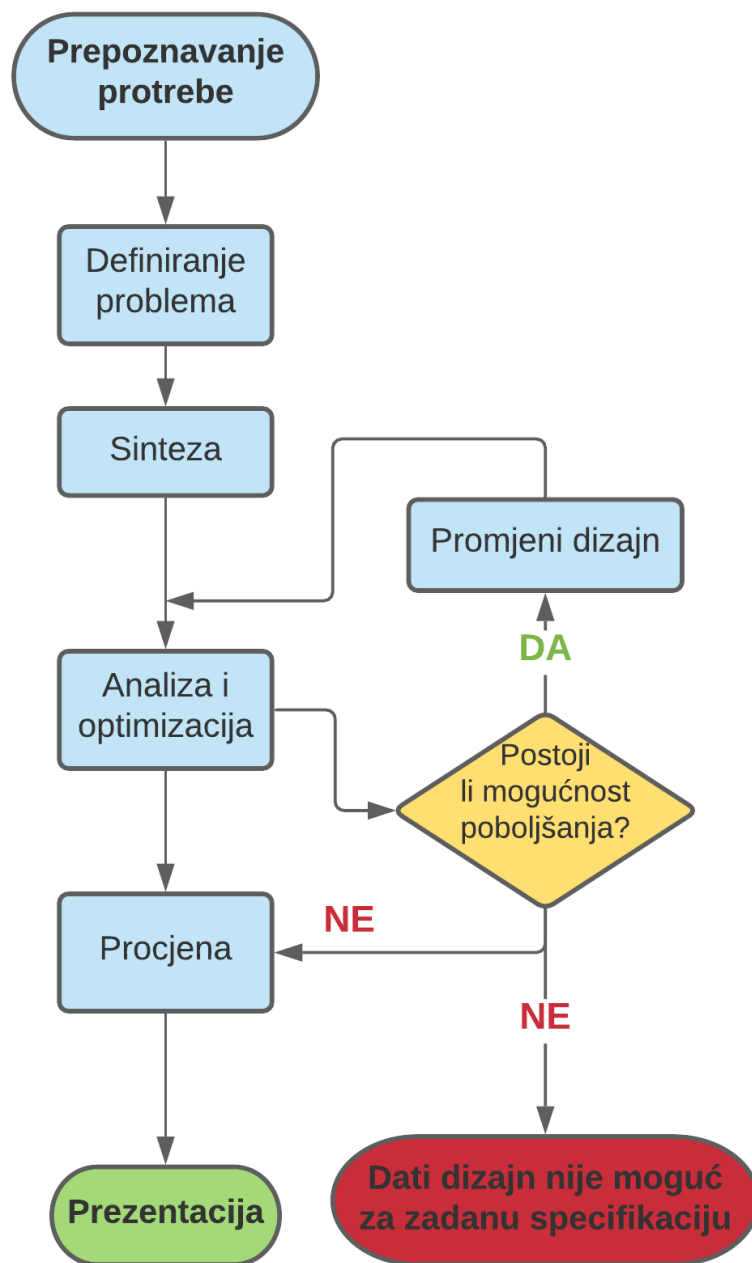 Prepoznavanje
protrebe
Definiranje
problema
Sinteza
Promjeni dizajn
DA
Analiza i
optimizacija
Postoji
li mogućnost
poboljšanja?
NE
Procjena
NE
Prezentacija
Dati dizajn nije moguć
za zadanu specifikaciju